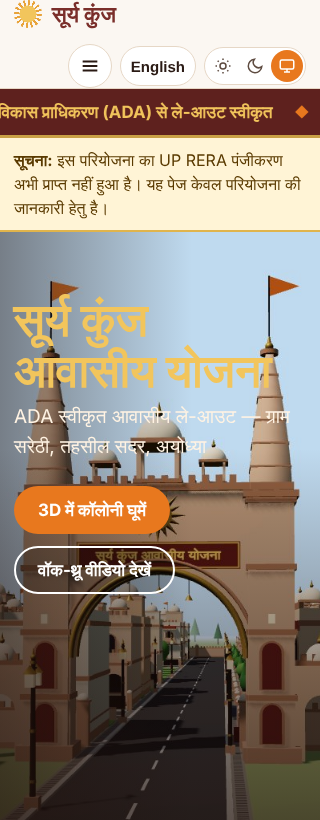 सूर्य कुंज
English
विकास प्राधिकरण (ADA) से ले-आउट स्वीकृत ◆
सूचना: इस परियोजना का UP RERA पंजीकरण
अभी प्राप्त नहीं हुआ है। यह पेज केवल परियोजना की
जानकारी हेतु है।
सूर्य कुंज
आवासीय योजना
ADA स्वीकृत आवासीय ले-आउट — ग्राम
सरेठी, तहसील सदर, अयोध्या
3D में कॉलोनी घूमें
सूर्य कुंज आवासीय योजना
वॉक-थ्रू वीडियो देखें